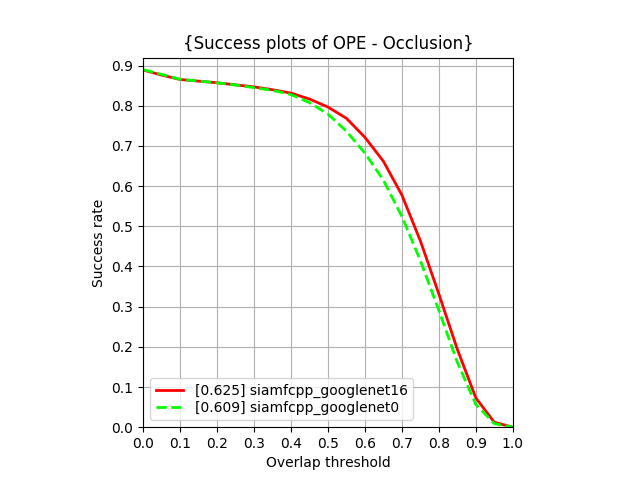 {Success plots of OPE - Occlusion}
Success rate
0.9
0.8
0.7
0.6
0.5
0.4
0.3
0.2
0.1
0.0
[0.625] siamfcpp_googlenet16
[0.609] siamfcpp_googlenet0
0.0 0.1 0.2 0.3 0.4 0.5 0.6 0.7 0.8 0.9 1.0
Overlap threshold